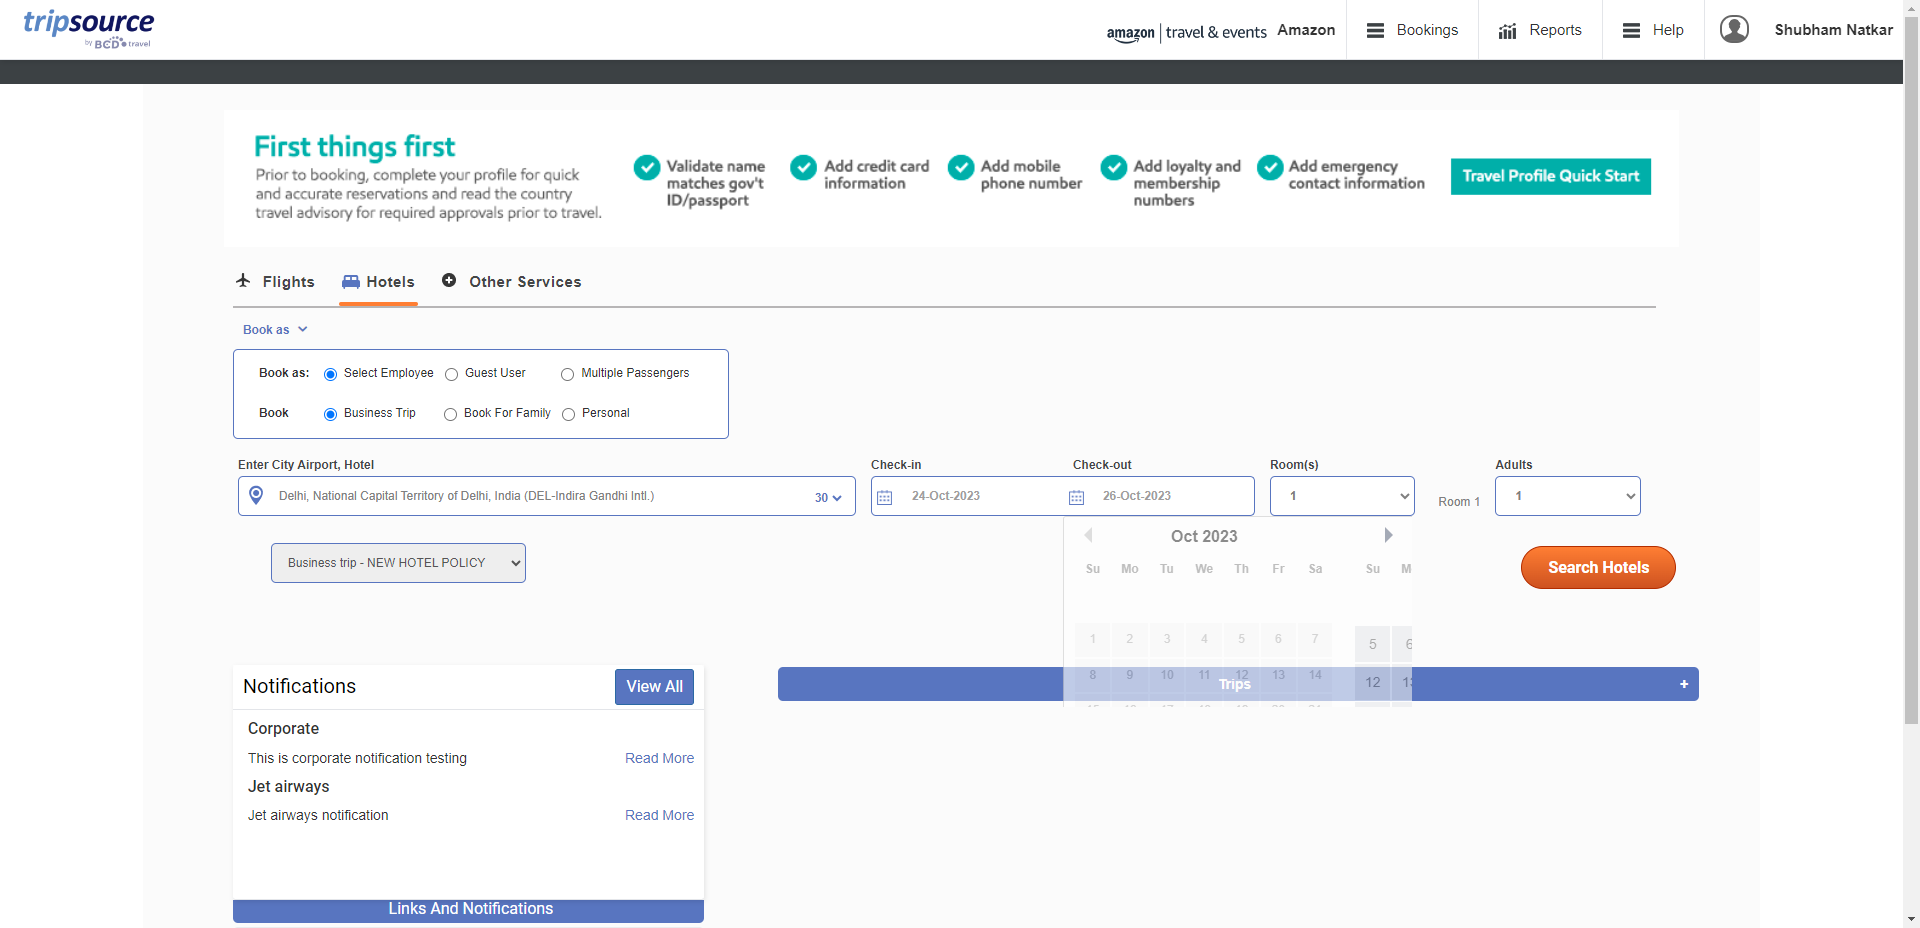 tripsource
by BCD travel
amazon | travel & events Amazon
Bookings
Reports
Help
Shubham Natkar
First things first
Prior to booking, complete your profile for quick
and accurate reservations and read the country
travel advisory for required approvals prior to travel.
Validate name
matches gov't
ID/passport
Add credit card
information
Add mobile
phone number
Add loyalty and
membership
numbers
Add emergency
contact information
Travel Profile Quick Start
Flights
Hotels
Other Services
Book as
Book as: Select Employee Guest User Multiple Passengers
Book Business Trip Book For Family Personal
Enter City Airport, Hotel
Check-in
Check-out
Room(s)
Adults
Delhi, National Capital Territory of Delhi, India (DEL-Indira Gandhi Intl.) 30
24-Oct-2023
26-Oct-2023
1
Room 1
1
Oct 2023
Su Mo Tu We Th Fr Sa Su M
1 2 3 4 5 6 7 5 6
8 9 10 11 12 13 14 12 13
Business trip - NEW HOTEL POLICY
Search Hotels
Trips +
Notifications
View All
Corporate
This is corporate notification testing Read More
Jet airways
Jet airways notification Read More
Links And Notifications